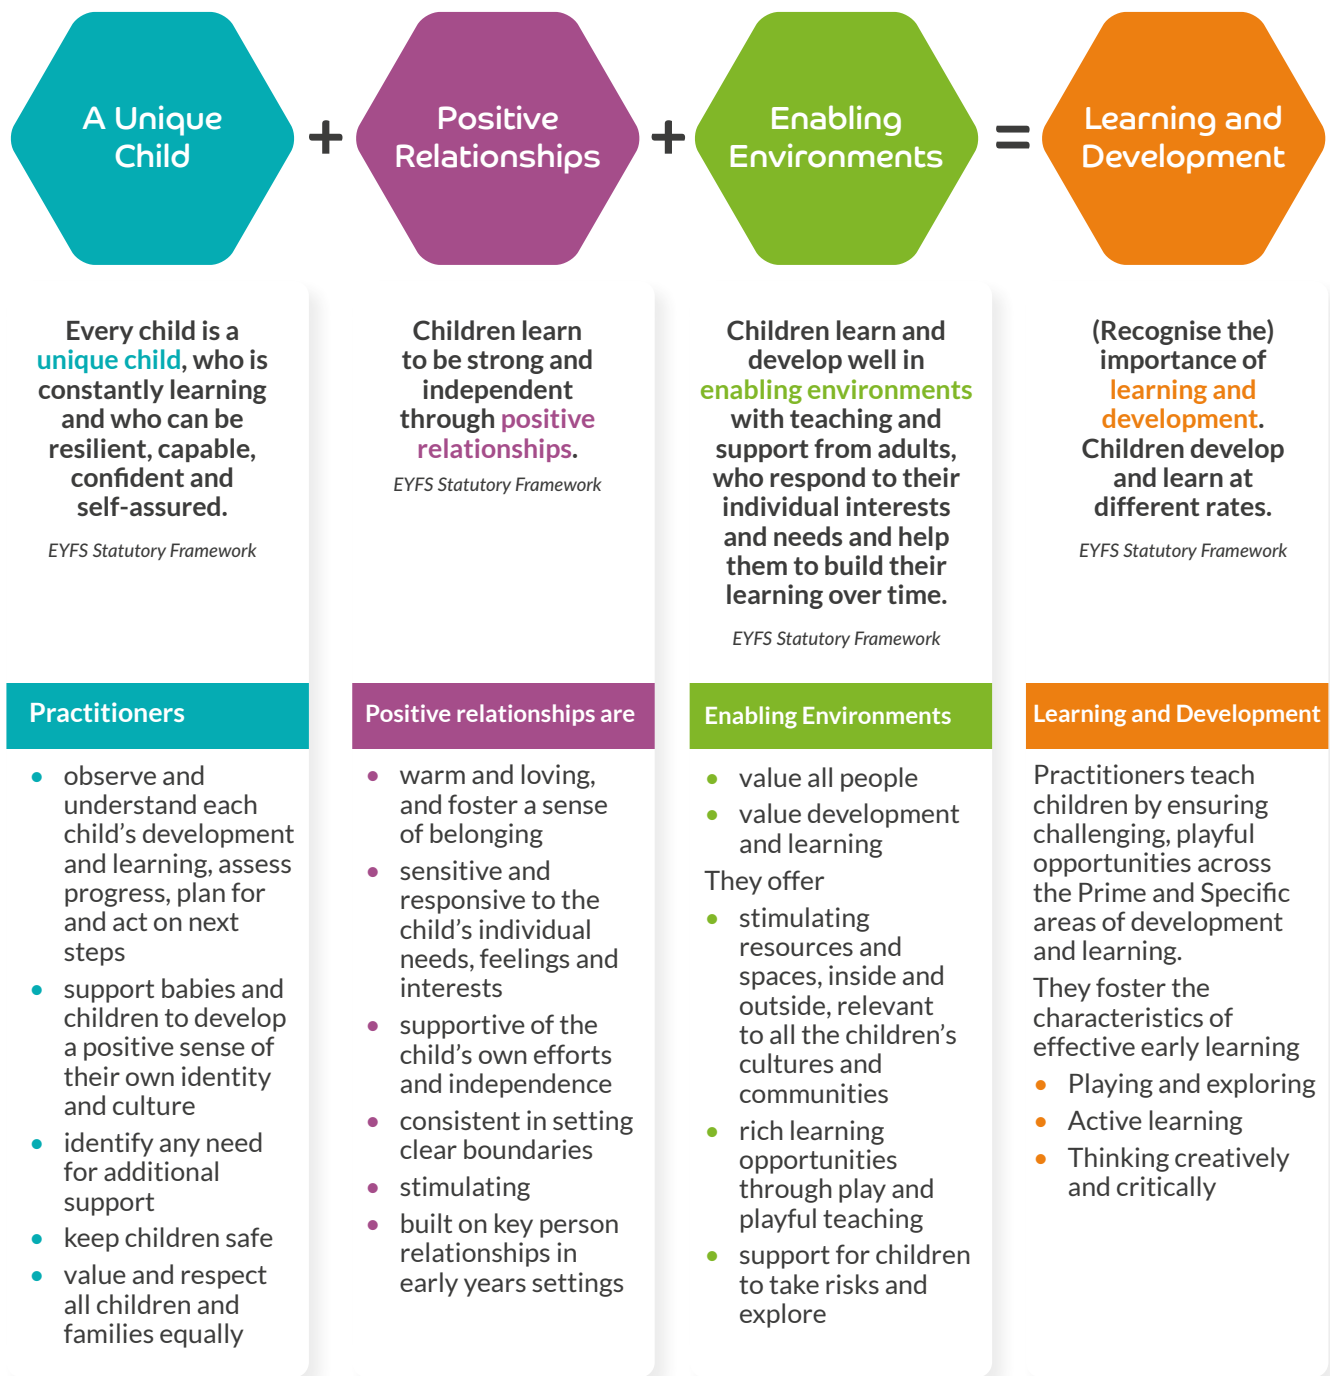 A Unique
Child
+
Positive
Relationships
+
Enabling
Environments
=
Learning and
Development
Every child is a
unique child, who is
constantly learning
and who can be
resilient, capable,
confident and
self-assured.
EYFS Statutory Framework
Children learn
to be strong and
independent
through positive
relationships.
EYFS Statutory Framework
Children learn and
develop well in
enabling environments
with teaching and
support from adults,
who respond to their
individual interests
and needs and help
them to build their
learning over time.
EYFS Statutory Framework
(Recognise the)
importance of
learning and
development.
Children develop
and learn at
different rates.
EYFS Statutory Framework
Practitioners
• observe and
understand each
child’s development
and learning, assess
progress, plan for
and act on next
steps
• support babies and
children to develop
a positive sense of
their own identity
and culture
• identify any need
for additional
support
• keep children safe
• value and respect
all children and
families equally
Positive relationships are
• warm and loving,
and foster a sense
of belonging
• sensitive and
responsive to the
child’s individual
needs, feelings and
interests
• supportive of the
child’s own efforts
and independence
• consistent in setting
clear boundaries
• stimulating
• built on key person
relationships in
early years settings
Enabling Environments
• value all people
• value development
and learning
They offer
• stimulating
resources and
spaces, inside and
outside, relevant
to all the children’s
cultures and
communities
• rich learning
opportunities
through play and
playful teaching
• support for children
to take risks and
explore
Learning and Development
Practitioners teach
children by ensuring
challenging, playful
opportunities across
the Prime and Specific
areas of development
and learning.
They foster the
characteristics of
effective early learning
• Playing and exploring
• Active learning
• Thinking creatively
and critically